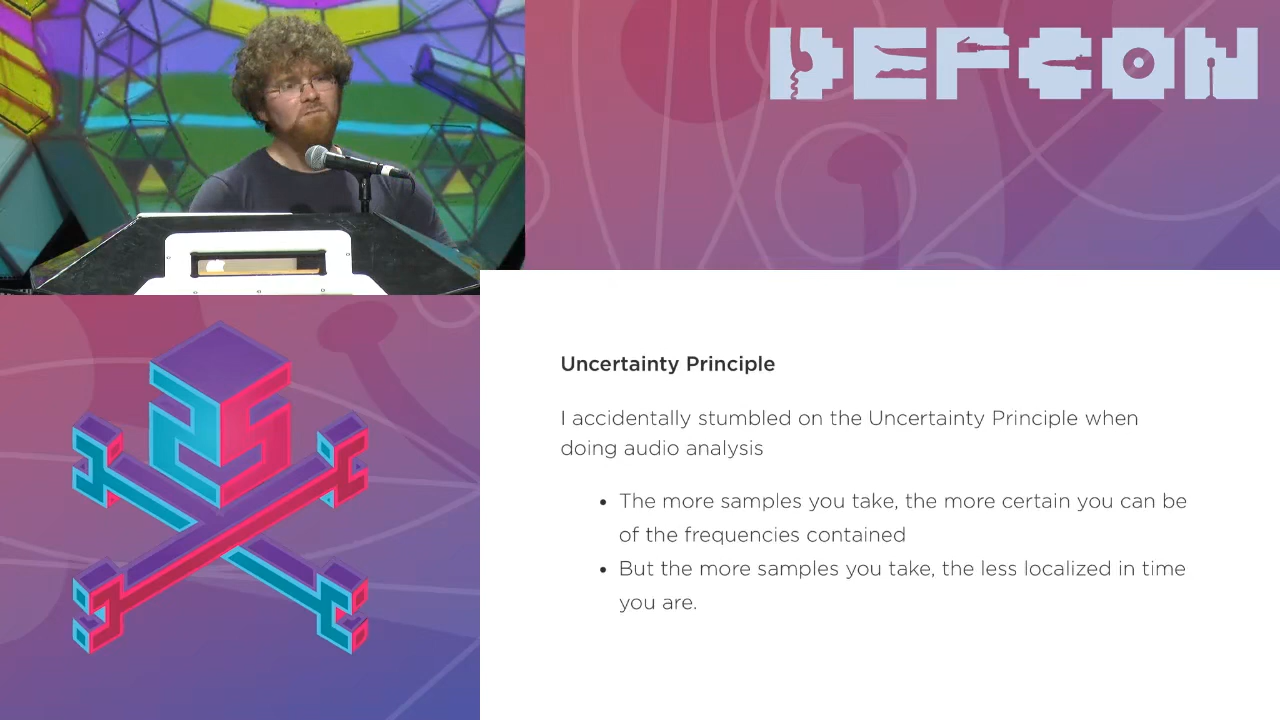 DEFCON
25
Uncertainty Principle
I accidentally stumbled on the Uncertainty Principle when
doing audio analysis
• The more samples you take, the more certain you can be
of the frequencies contained
• But the more samples you take, the less localized in time
you are.